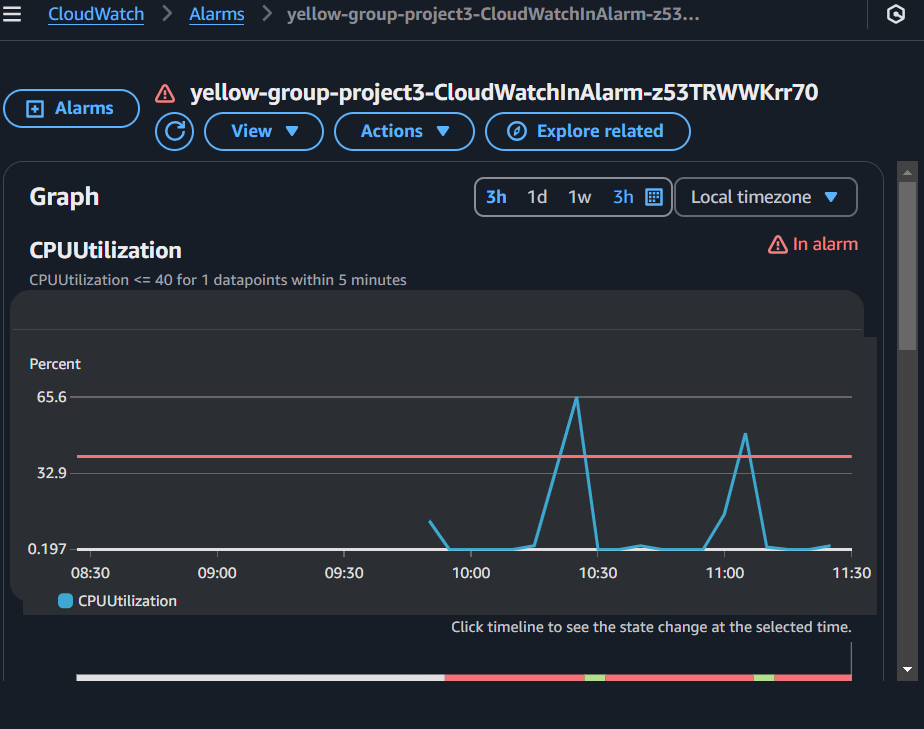 CloudWatch > Alarms > yellow-group-project3-CloudWatchInAlarm-z53...
Alarms
yellow-group-project3-CloudWatchInAlarm-z53TRWWKrr70
View ▼ Actions ▼ Explore related
Graph
3h 1d 1w 3h Local timezone ▼
CPUUtilization
In alarm
CPUUtilization <= 40 for 1 datapoints within 5 minutes
Percent
65.6
32.9
0.197
08:30 09:00 09:30 10:00 10:30 11:00 11:30
CPUUtilization
Click timeline to see the state change at the selected time.